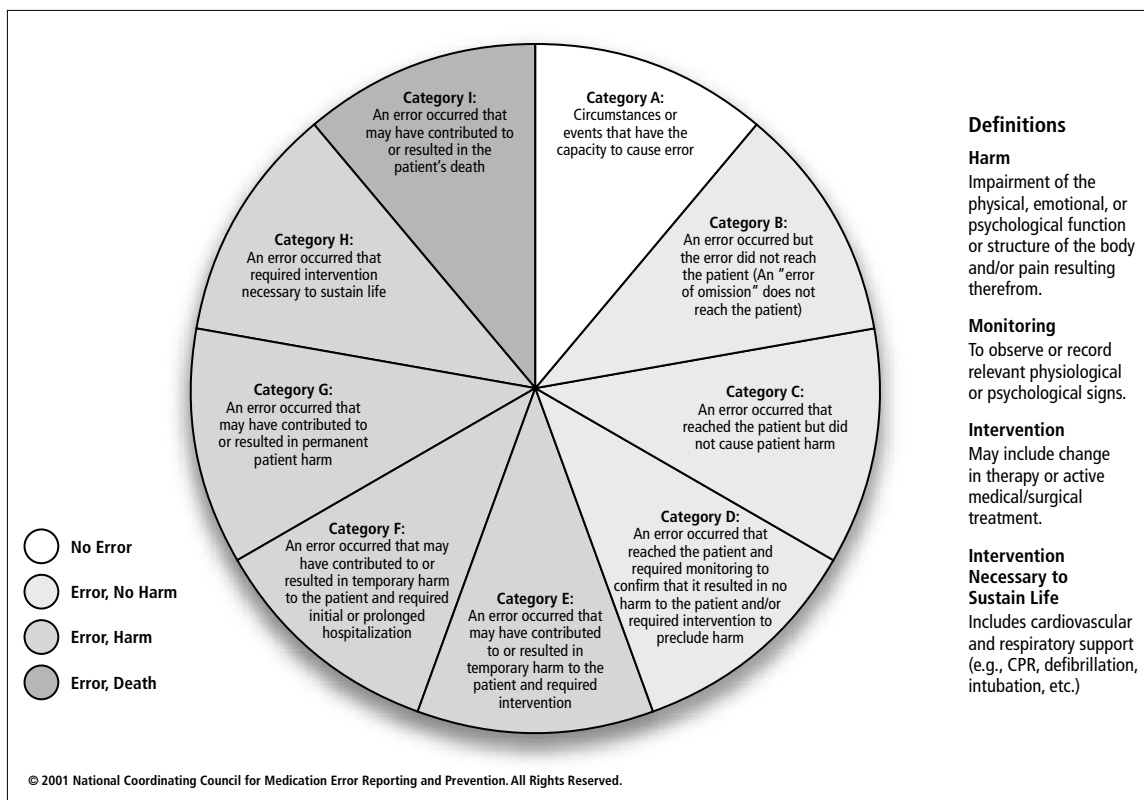 Category A:
Circumstances or
events that have the
capacity to cause error
Category B:
An error occurred but
the error did not reach
the patient (An “error
of omission” does not
reach the patient)
Category C:
An error occurred that
reached the patient but did
not cause patient harm
Category D:
An error occurred that
reached the patient and
required monitoring to
confirm that it resulted in no
harm to the patient and/or
required intervention to
preclude harm
Category E:
An error occurred that
may have contributed
to or resulted in
temporary harm to the
patient and required
intervention
Category F:
An error occurred that may
have contributed to or
resulted in temporary harm
to the patient and required
initial or prolonged
hospitalization
Category G:
An error occurred that
may have contributed to
or resulted in permanent
patient harm
Category H:
An error occurred that
required intervention
necessary to sustain life
Category I:
An error occurred that
may have contributed to
or resulted in the
patient’s death
No Error
Error, No Harm
Error, Harm
Error, Death
Definitions
Harm
Impairment of the
physical, emotional, or
psychological function
or structure of the body
and/or pain resulting
therefrom.
Monitoring
To observe or record
relevant physiological
or psychological signs.
Intervention
May include change
in therapy or active
medical/surgical
treatment.
Intervention
Necessary to
Sustain Life
Includes cardiovascular
and respiratory support
(e.g., CPR, defibrillation,
intubation, etc.)
© 2001 National Coordinating Council for Medication Error Reporting and Prevention. All Rights Reserved.